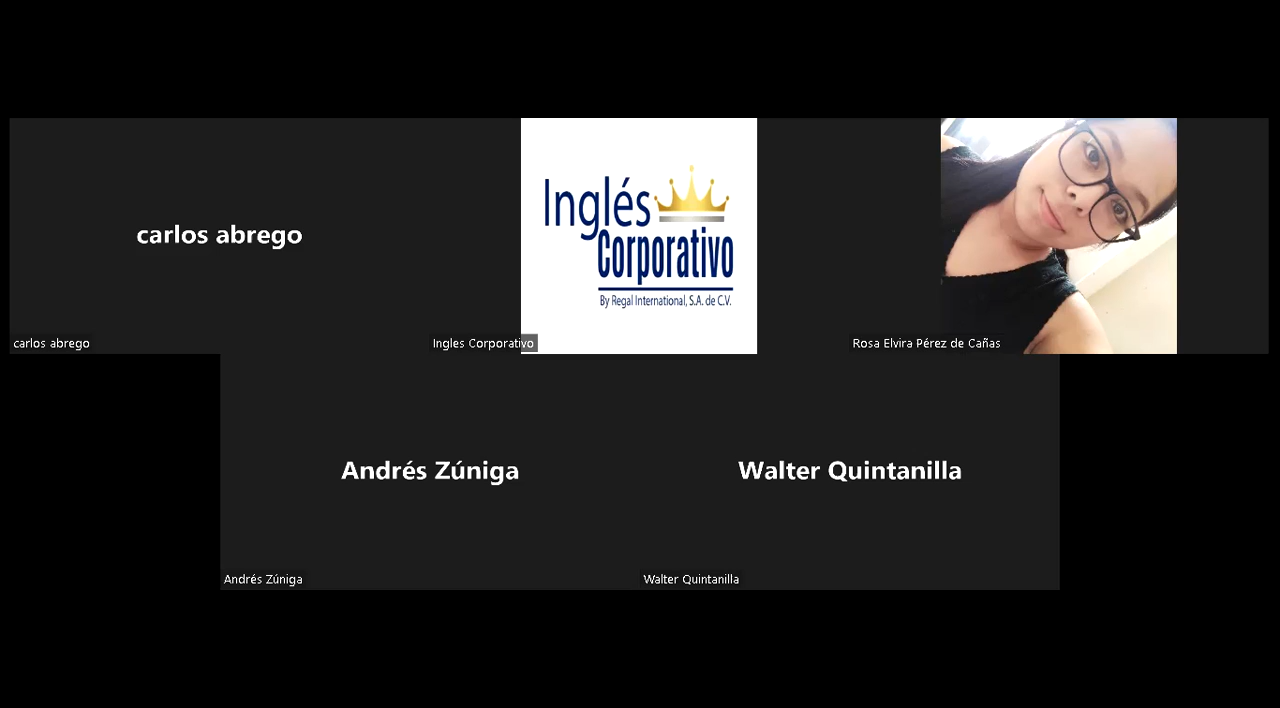 carlos abrego
carlos abrego
Inglés
Corporativo
By Regal International, S.A. de C.V.
Ingles Corporativo
Rosa Elvira Pérez de Cañas
Andrés Zúniga
Andrés Zúniga
Walter Quintanilla
Walter Quintanilla